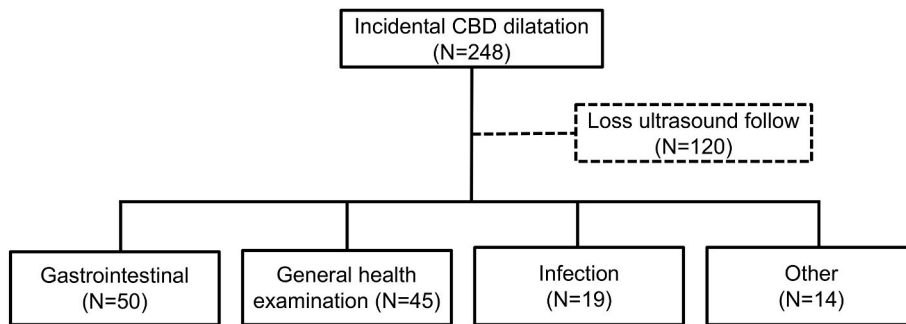 Incidental CBD dilatation
(N=248)
Loss ultrasound follow
(N=120)
Gastrointestinal
(N=50)
General health
examination (N=45)
Infection
(N=19)
Other
(N=14)